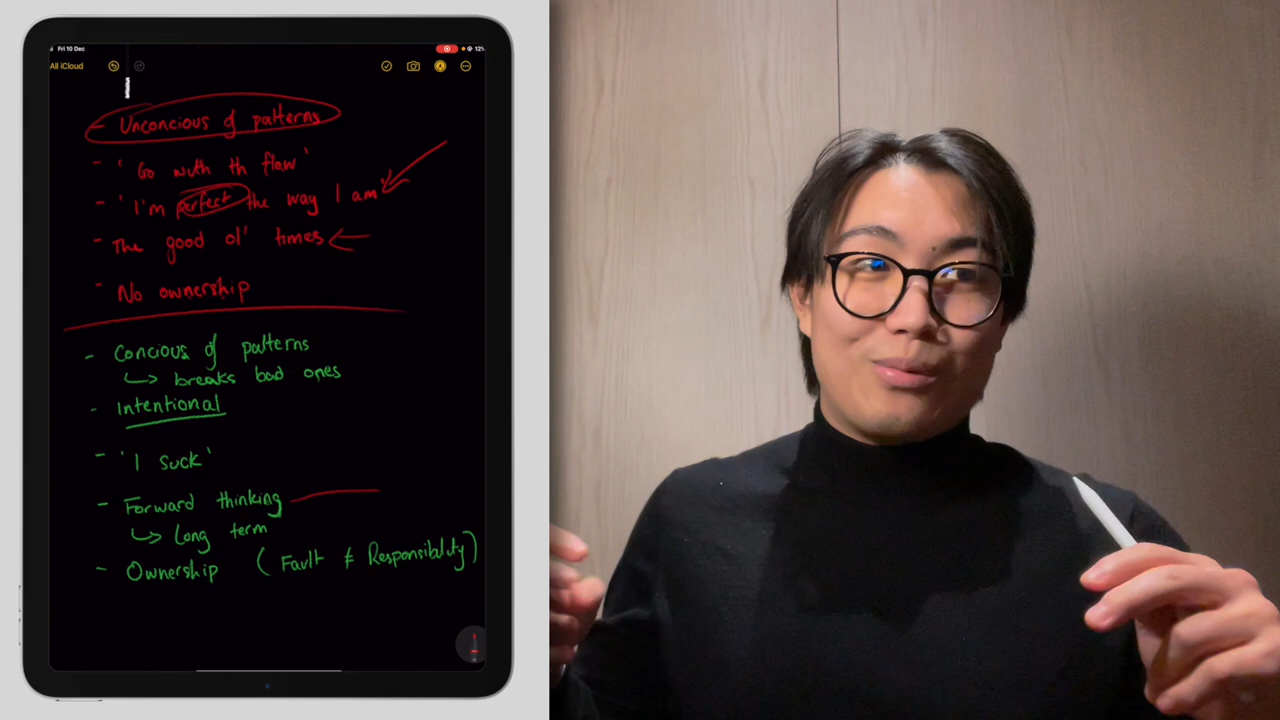 Fri 10 Dec
12%
All iCloud
- Unconcious of patterns
- 'Go with th flow'
- 'I'm perfect the way I am'
- The good ol' times
- No ownership
- Concious of patterns
↳ breaks bad ones
- Intentional
- 'I suck'
- Forward thinking
↳ Long term
- Ownership (Fault ≠ Responsibility)